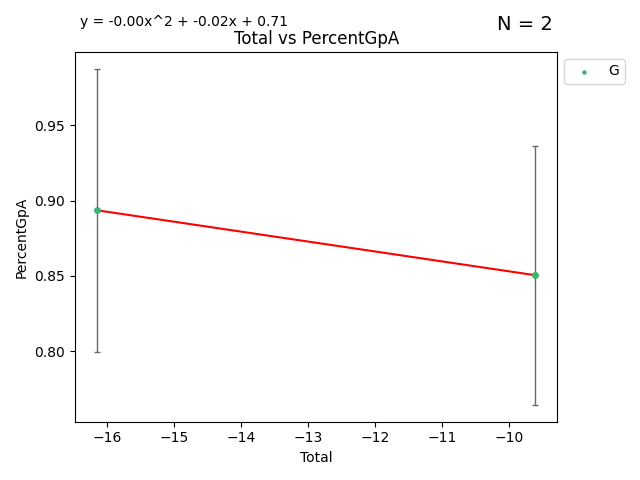 y = -0.00x^2 + -0.02x + 0.71
N = 2
Total vs PercentGpA
G
PercentGpA
0.95
0.90
0.85
0.80
−16
−15
−14
−13
−12
−11
−10
Total